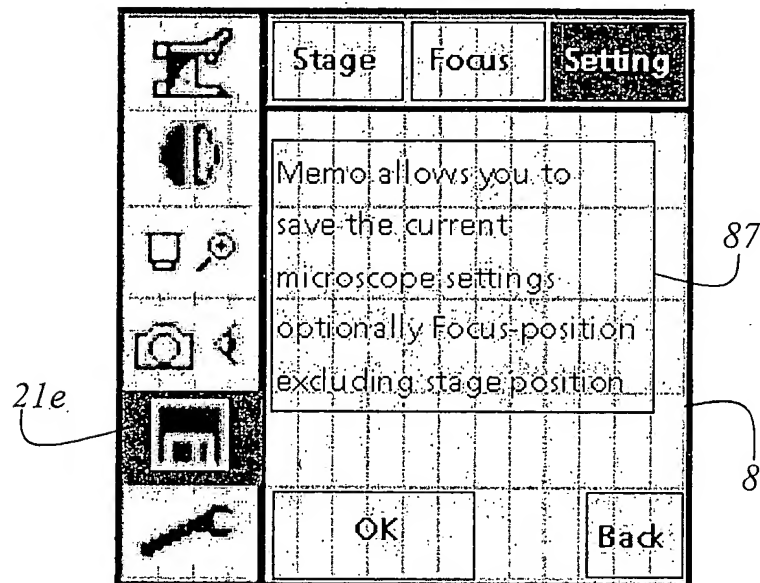 Stage Focus Setting
Memo allows you to
save the current
microscope settings
optionally Focus-position
excluding stage position
87
21e
8
OK Back